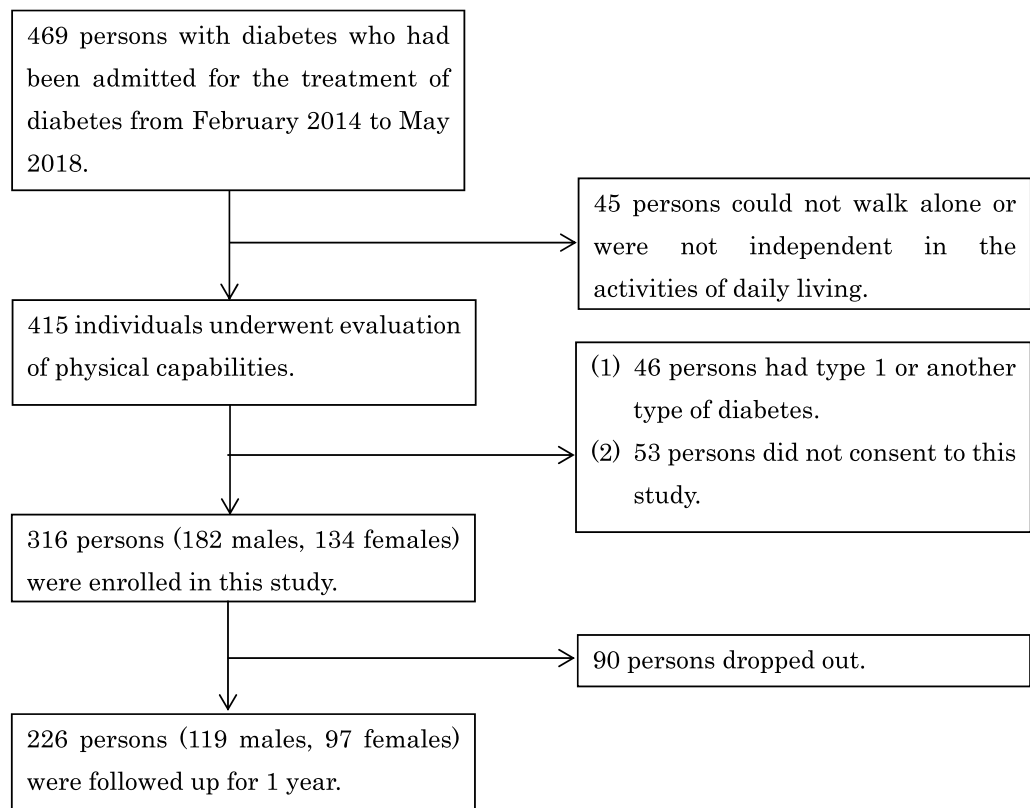 469 persons with diabetes who had
been admitted for the treatment of
diabetes from February 2014 to May
2018.
45 persons could not walk alone or
were not independent in the
activities of daily living.
415 individuals underwent evaluation
of physical capabilities.
(1) 46 persons had type 1 or another
type of diabetes.
(2) 53 persons did not consent to this
study.
316 persons (182 males, 134 females)
were enrolled in this study.
90 persons dropped out.
226 persons (119 males, 97 females)
were followed up for 1 year.